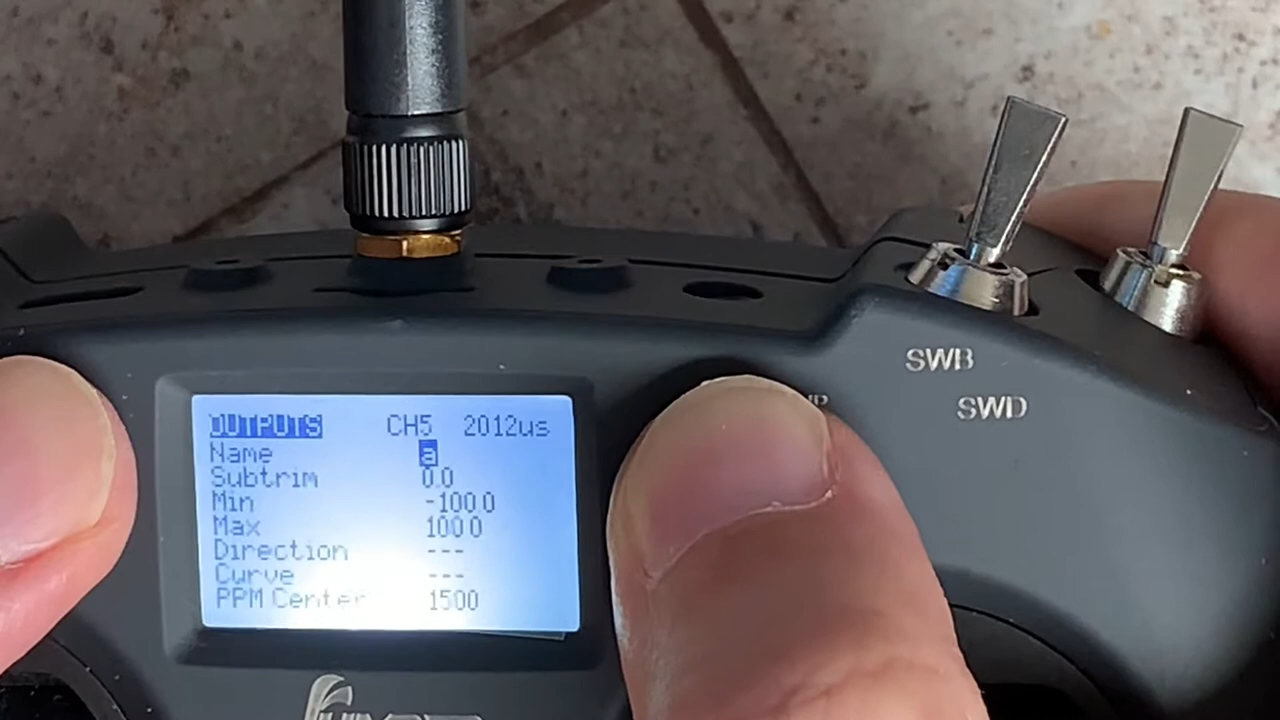 OUTPUTS CH5 2012us
Name a
Subtrim 0.0
Min -100.0
Max 100.0
Direction ---
Curve ---
PPM Center 1500
SWB
SWD